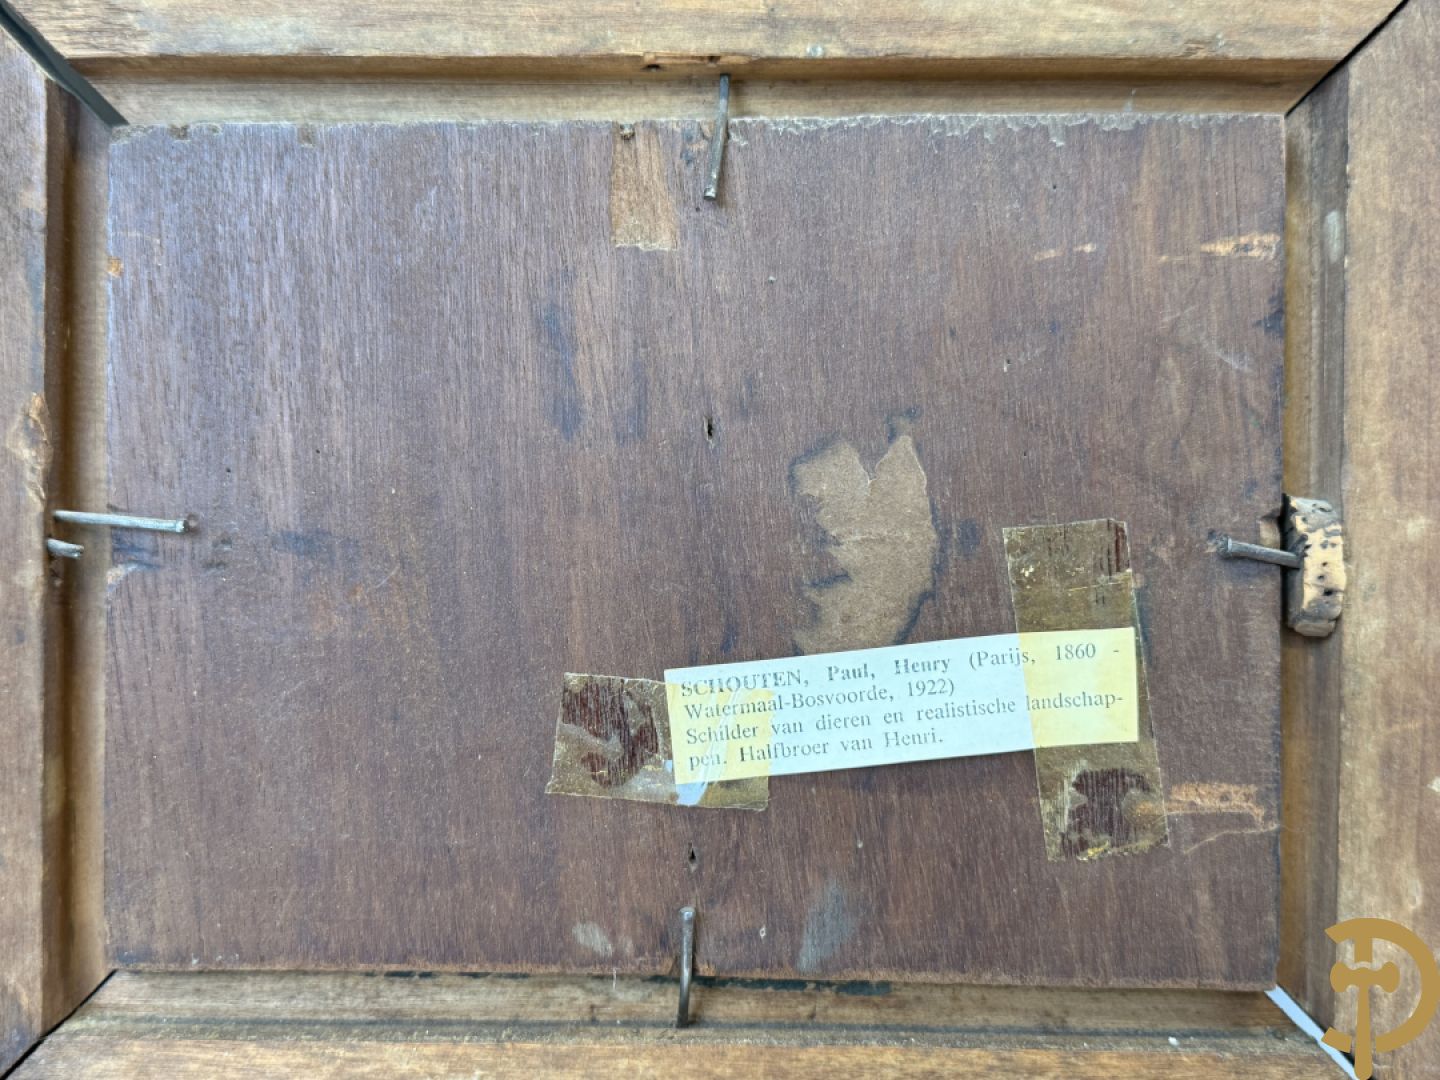 SCHOUTEN, Paul, Henry (Parijs, 1860 -
Watermaal-Bosvoorde, 1922)
Schilder van dieren en realistische landschap-
pen. Halfbroer van Henri.